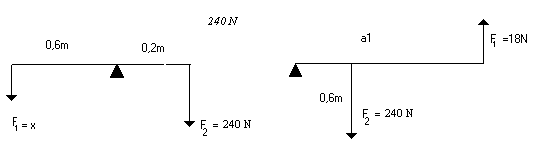 240 N
0,6m 0,2m
F1 = x
F2 = 240 N
a1
F1 =18N
0,6m
F2 = 240 N